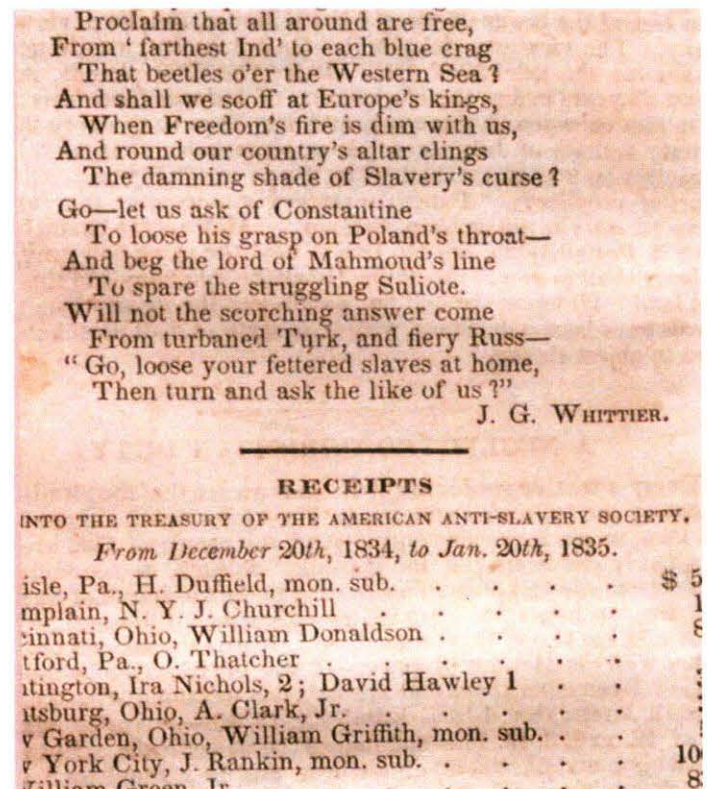 Proclaim that all around are free,
From ' farthest Ind' to each blue crag
That beetles o'er the Western Sea?
And shall we scoff at Europe's kings,
When Freedom's fire is dim with us,
And round our country's altar clings
The damning shade of Slavery's curse?
Go—let us ask of Constantine
To loose his grasp on Poland's throat—
And beg the lord of Mahmoud's line
To spare the struggling Suliote.
Will not the scorching answer come
From turbaned Turk, and fiery Russ—
" Go, loose your fettered slaves at home,
Then turn and ask the like of us?"
J. G. WHITTIER.
RECEIPTS
INTO THE TREASURY OF THE AMERICAN ANTI-SLAVERY SOCIETY.
From December 20th, 1834, to Jan. 20th, 1835.
isle, Pa., H. Duffield, mon. sub. . . . . $ 5
mplain, N. Y. J. Churchill . . . . . 1
cinnati, Ohio, William Donaldson . . . . 8
tford, Pa., O. Thatcher . . . . . .
ntington, Ira Nichols, 2; David Hawley 1 . . .
itsburg, Ohio, A. Clark, Jr. . . . . .
v Garden, Ohio, William Griffith, mon. sub. . .
v York City, J. Rankin, mon. sub. . . . . 10
William Green, Jr. 8